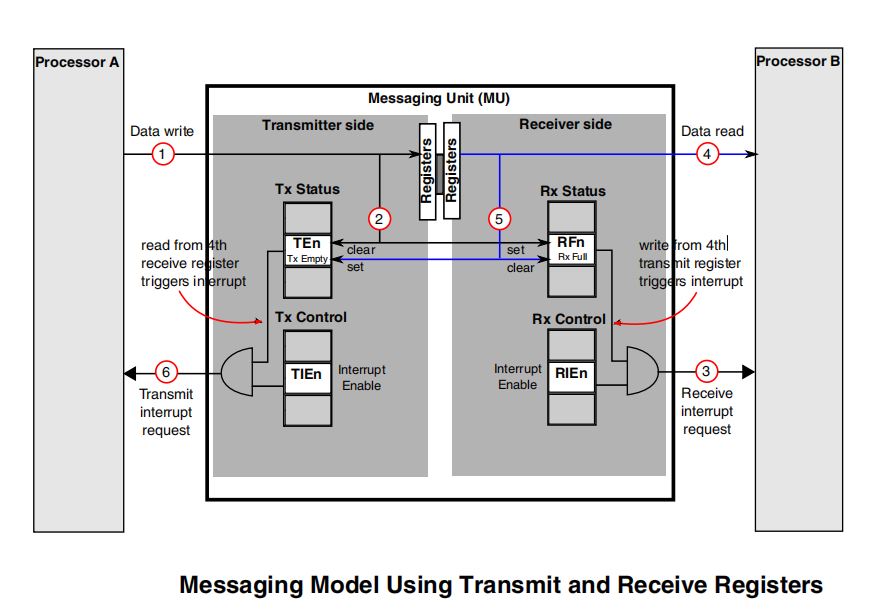 Processor A
Processor B
Messaging Unit (MU)
Transmitter side
Receiver side
Data write
Data read
1
4
Registers
Registers
Tx Status
Rx Status
2
5
TEn
Tx Empty
RFn
Rx Full
clear
set
set
clear
read from 4th
receive register
triggers interrupt
write from 4th
transmit register
triggers interrupt
Tx Control
Rx Control
TIEn
Interrupt
Enable
Interrupt
Enable
RIEn
6
3
Transmit
interrupt
request
Receive
interrupt
request
Messaging Model Using Transmit and Receive Registers